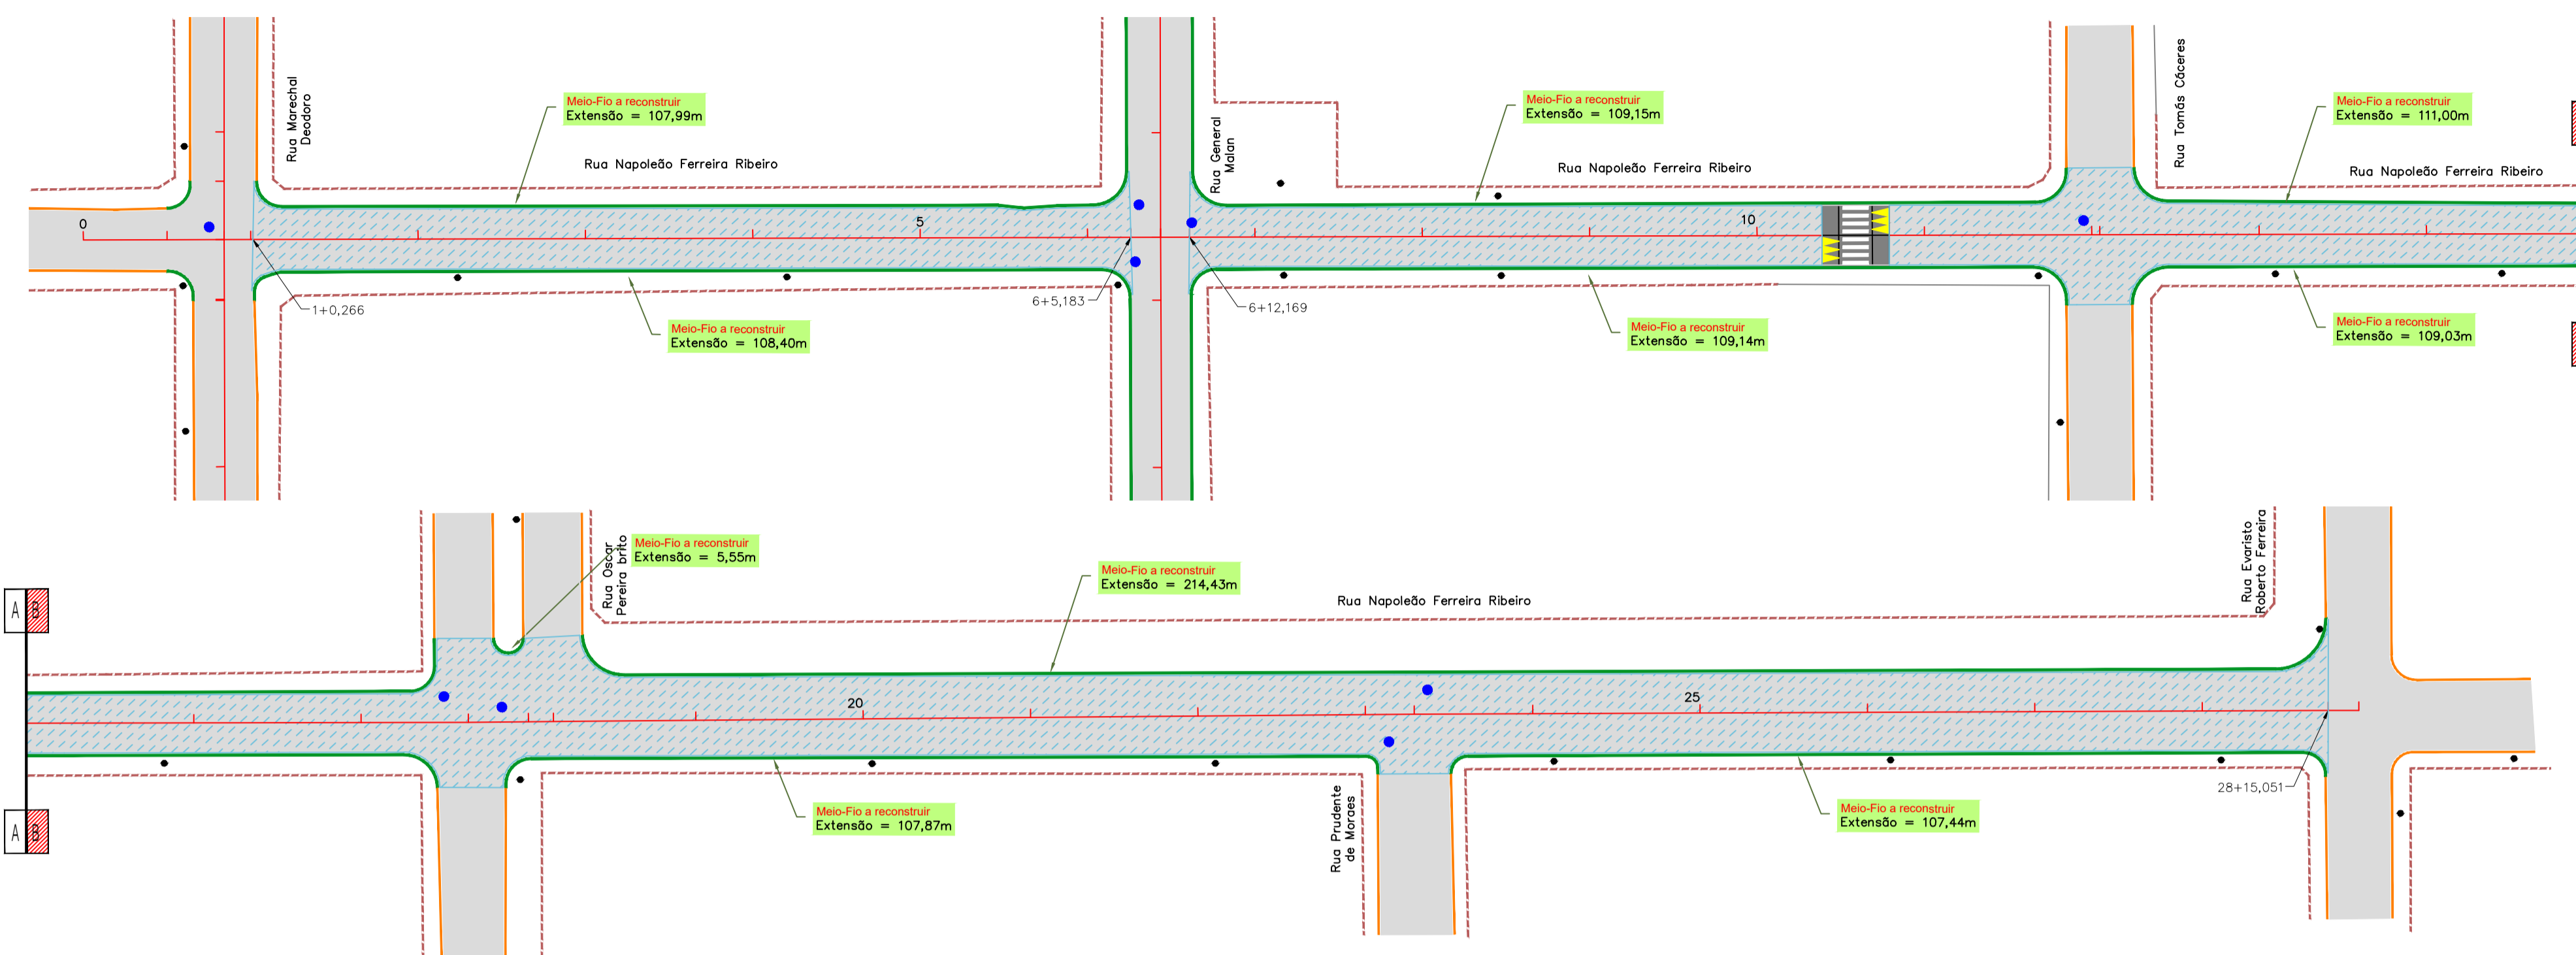 Rua Marechal
Deodoro
Meio-Fio a reconstruir
Extensão = 107,99m
Rua Napoleão Ferreira Ribeiro
Rua General
Malan
Meio-Fio a reconstruir
Extensão = 109,15m
Rua Napoleão Ferreira Ribeiro
Rua Tomás Cáceres
Meio-Fio a reconstruir
Extensão = 111,00m
Rua Napoleão Ferreira Ribeiro
0
5
10
1+0,266
6+5,183
6+12,169
Meio-Fio a reconstruir
Extensão = 108,40m
Meio-Fio a reconstruir
Extensão = 109,14m
Meio-Fio a reconstruir
Extensão = 109,03m
A B
Rua Oscar
Pereira brito
Meio-Fio a reconstruir
Extensão = 5,55m
Meio-Fio a reconstruir
Extensão = 214,43m
Rua Napoleão Ferreira Ribeiro
Rua Evaristo
Roberto Ferreira
20
25
28+15,051
A B
Meio-Fio a reconstruir
Extensão = 107,87m
Rua Prudente
de Moraes
Meio-Fio a reconstruir
Extensão = 107,44m